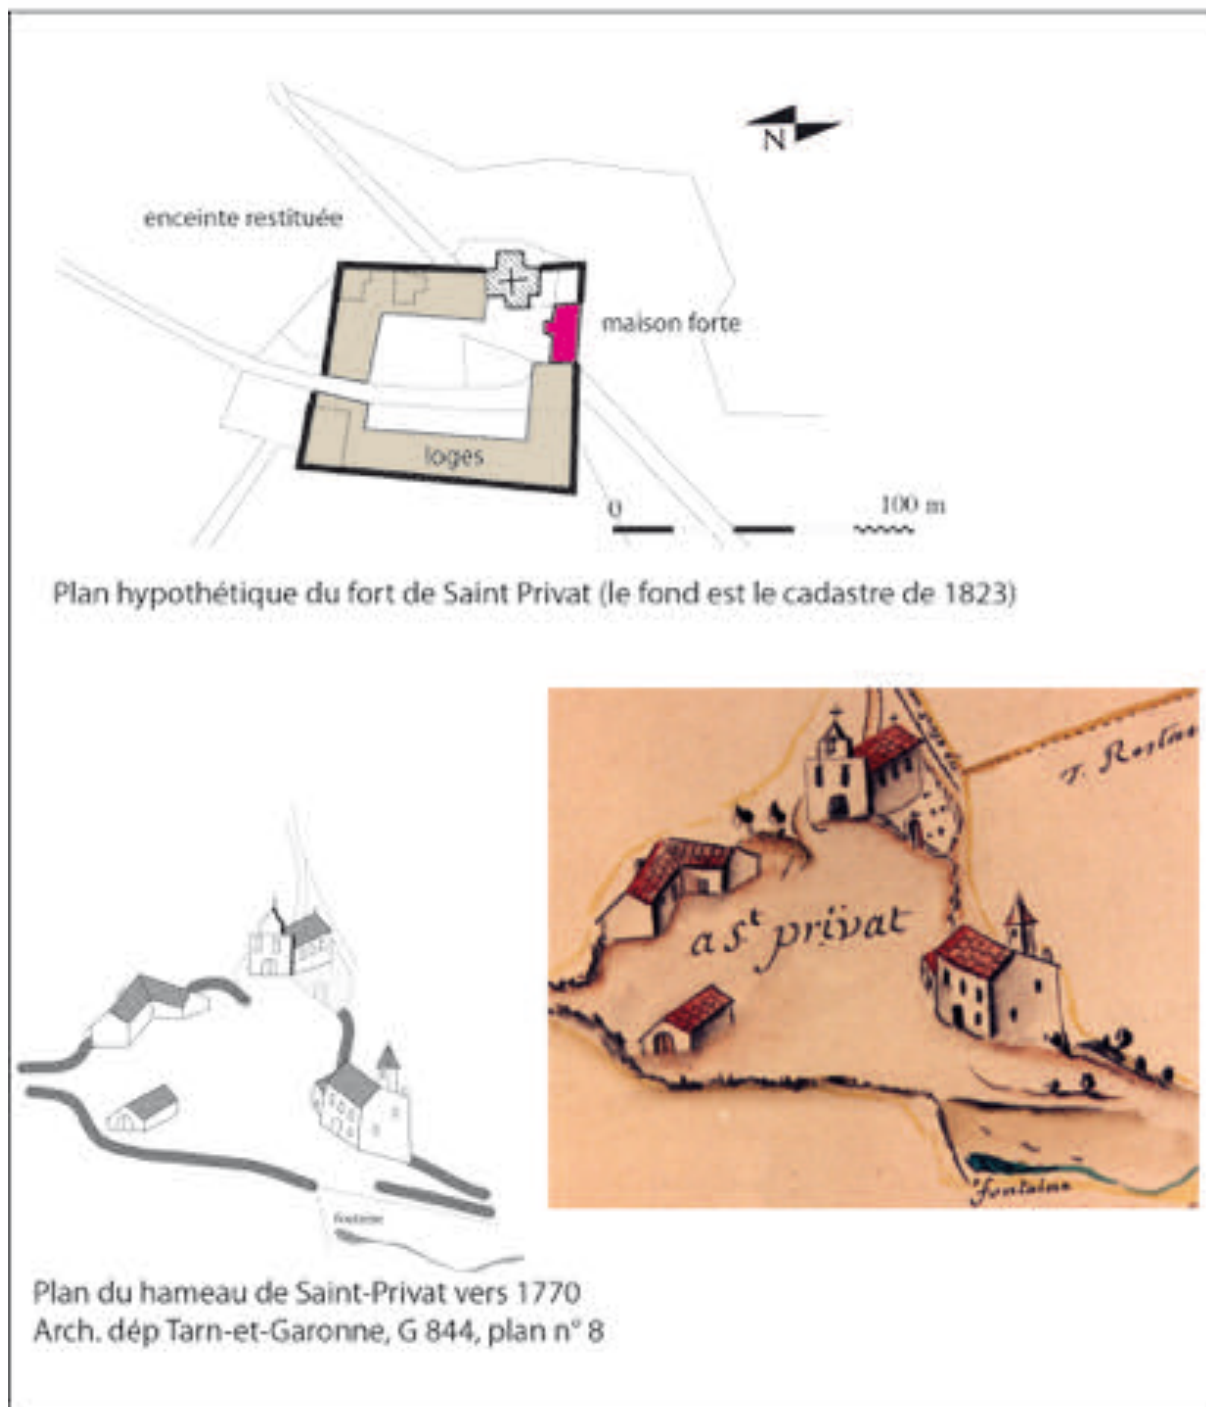 N
enceinte restituée
maison forte
loges
0 100 m
Plan hypothétique du fort de Saint Privat (le fond est le cadastre de 1823)
a St privat
fontaine
fontaine
Plan du hameau de Saint-Privat vers 1770
Arch. dép Tarn-et-Garonne, G 844, plan n° 8